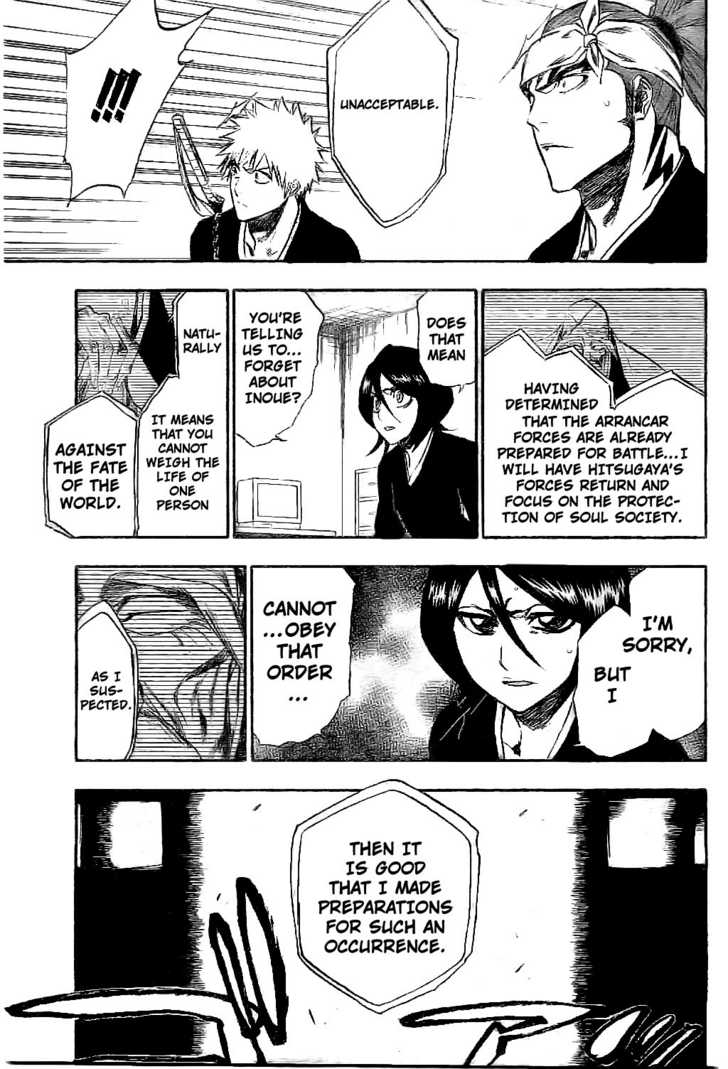 UNACCEPTABLE.
!!!
HAVING
DETERMINED
THAT THE ARRANCAR
FORCES ARE ALREADY
PREPARED FOR BATTLE...I
WILL HAVE HITSUGAYA'S
FORCES RETURN AND
FOCUS ON THE PROTEC-
TION OF SOUL SOCIETY.
DOES
THAT
MEAN
YOU'RE
TELLING
US TO...
FORGET
ABOUT
INOUE?
NATU-
RALLY
IT MEANS
THAT YOU
CANNOT
WEIGH THE
LIFE OF
ONE
PERSON
AGAINST
THE FATE
OF THE
WORLD.
I'M
SORRY,
BUT
I
CANNOT
...OBEY
THAT
ORDER
...
AS I
SUS-
PECTED.
THEN IT
IS GOOD
THAT I MADE
PREPARATIONS
FOR SUCH AN
OCCURRENCE.